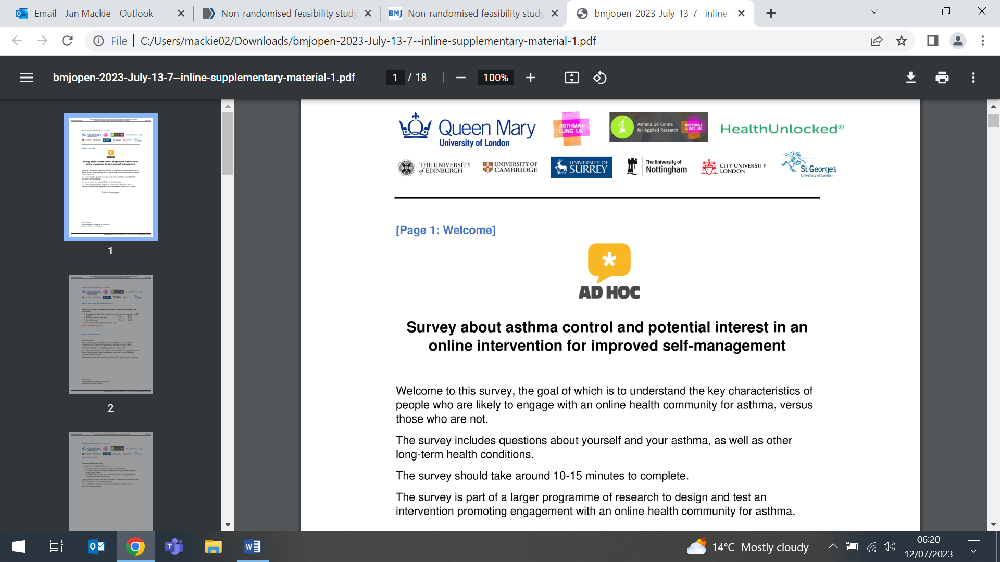 Email - Jan Mackie - Outlook
Non-randomised feasibility study
Non-randomised feasibility study
bmjopen-2023-July-13-7--inline-
File
C:/Users/mackie02/Downloads/bmjopen-2023-July-13-7--inline-supplementary-material-1.pdf
bmjopen-2023-July-13-7--inline-supplementary-material-1.pdf
1 / 18
100%
Queen Mary
University of London
ASTHMA+
LUNG UK
Asthma UK Centre
for Applied Research
ASTHMA+
LUNG UK
HealthUnlocked®
THE UNIVERSITY
of EDINBURGH
UNIVERSITY OF
CAMBRIDGE
UNIVERSITY OF
SURREY
The University of
Nottingham
CITY UNIVERSITY
LONDON
St George's
University of London
[Page 1: Welcome]
AD HOC
Survey about asthma control and potential interest in an
online intervention for improved self-management
Welcome to this survey, the goal of which is to understand the key characteristics of
people who are likely to engage with an online health community for asthma, versus
those who are not.
The survey includes questions about yourself and your asthma, as well as other
long-term health conditions.
The survey should take around 10-15 minutes to complete.
The survey is part of a larger programme of research to design and test an
intervention promoting engagement with an online health community for asthma.
1
2
14°C Mostly cloudy
06:20
12/07/2023